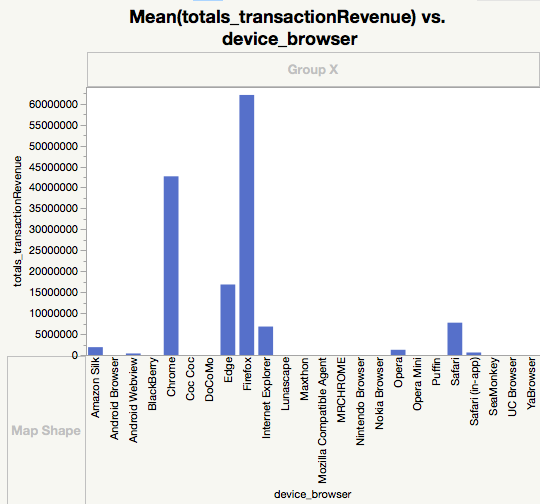 Mean(totals_transactionRevenue) vs.
device_browser
Group X
totals_transactionRevenue
60000000
55000000
50000000
45000000
40000000
35000000
30000000
25000000
20000000
15000000
10000000
5000000
0
Amazon Silk
Android Browser
Android Webview
BlackBerry
Chrome
Coc Coc
DoCoMo
Edge
Firefox
Internet Explorer
Lunascape
Maxthon
Mozilla Compatible Agent
MRCHROME
Nintendo Browser
Nokia Browser
Opera
Opera Mini
Puffin
Safari
Safari (in-app)
SeaMonkey
UC Browser
YaBrowser
Map Shape
device_browser